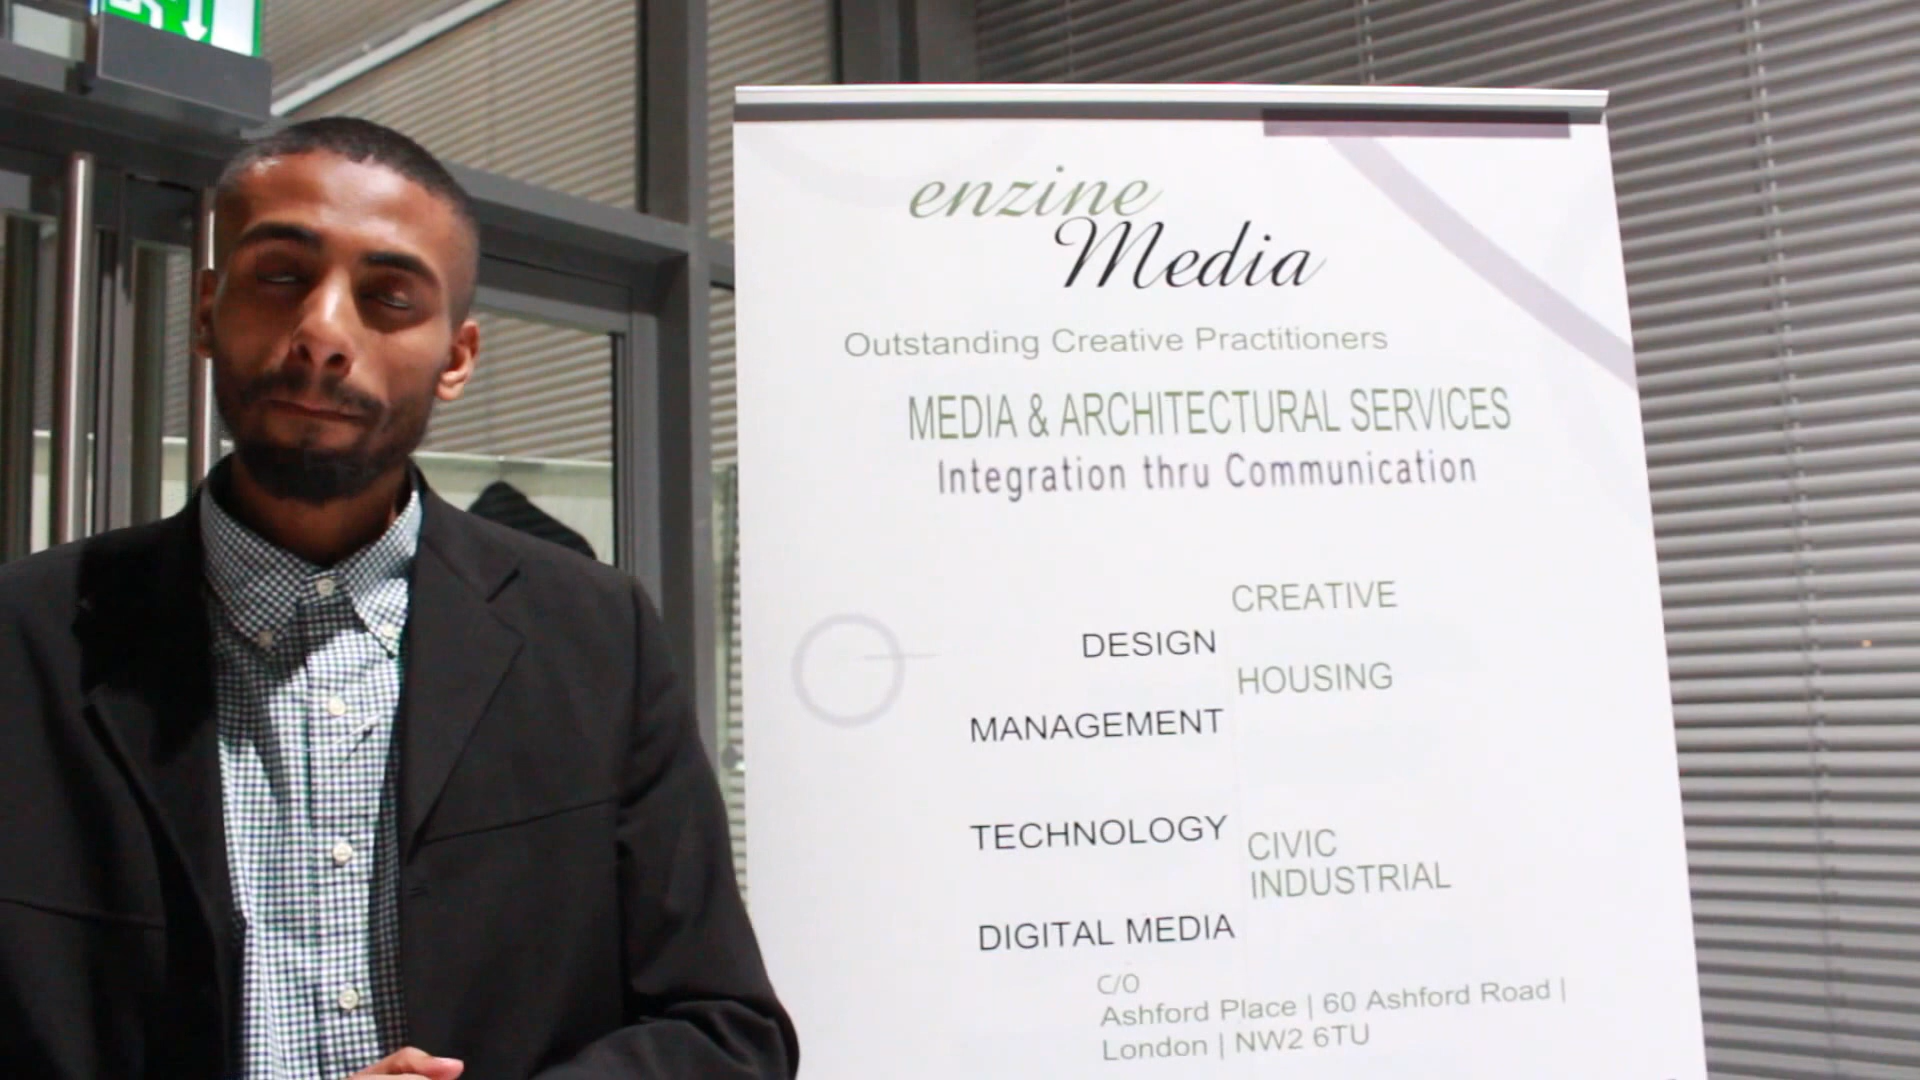 enzine
Media
Outstanding Creative Practitioners
MEDIA & ARCHITECTURAL SERVICES
Integration thru Communication
CREATIVE
DESIGN
HOUSING
MANAGEMENT
TECHNOLOGY
CIVIC
INDUSTRIAL
DIGITAL MEDIA
C/O
Ashford Place | 60 Ashford Road |
London | NW2 6TU